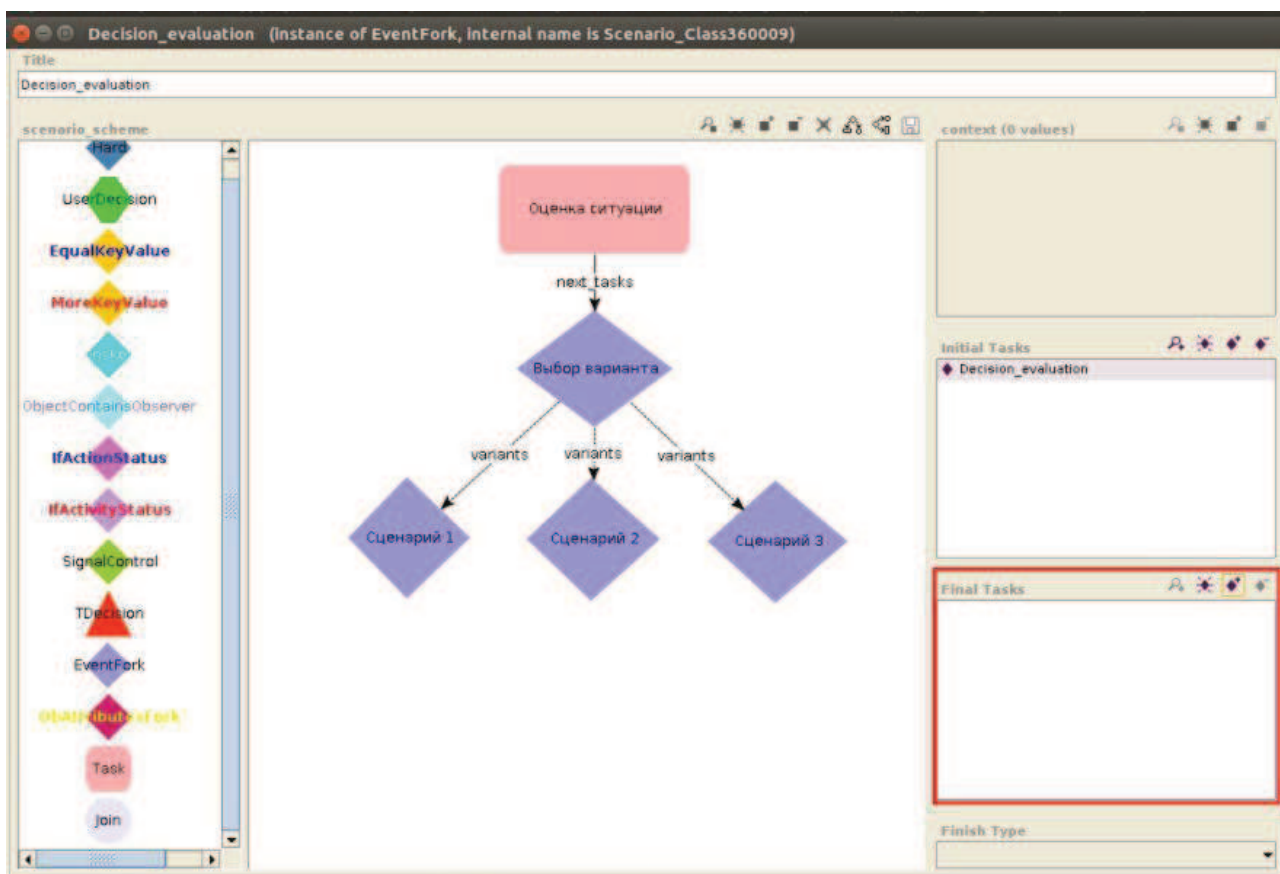 Decision_evaluation (instance of EventFork, internal name is Scenario_Class360009)
Title
Decision_evaluation
scenario_scheme
Hard
UserDecision
EqualKeyValue
MoreKeyValue
ObjectContainsObserver
IfActionStatus
IfActivityStatus
SignalControl
TDecision
EventFork
ObAttributesFork
Task
Join
Оценка ситуации
next_tasks
Выбор варианта
variants
variants
variants
Сценарий 1
Сценарий 2
Сценарий 3
context (0 values)
Initial Tasks
Decision_evaluation
Final Tasks
Finish Type